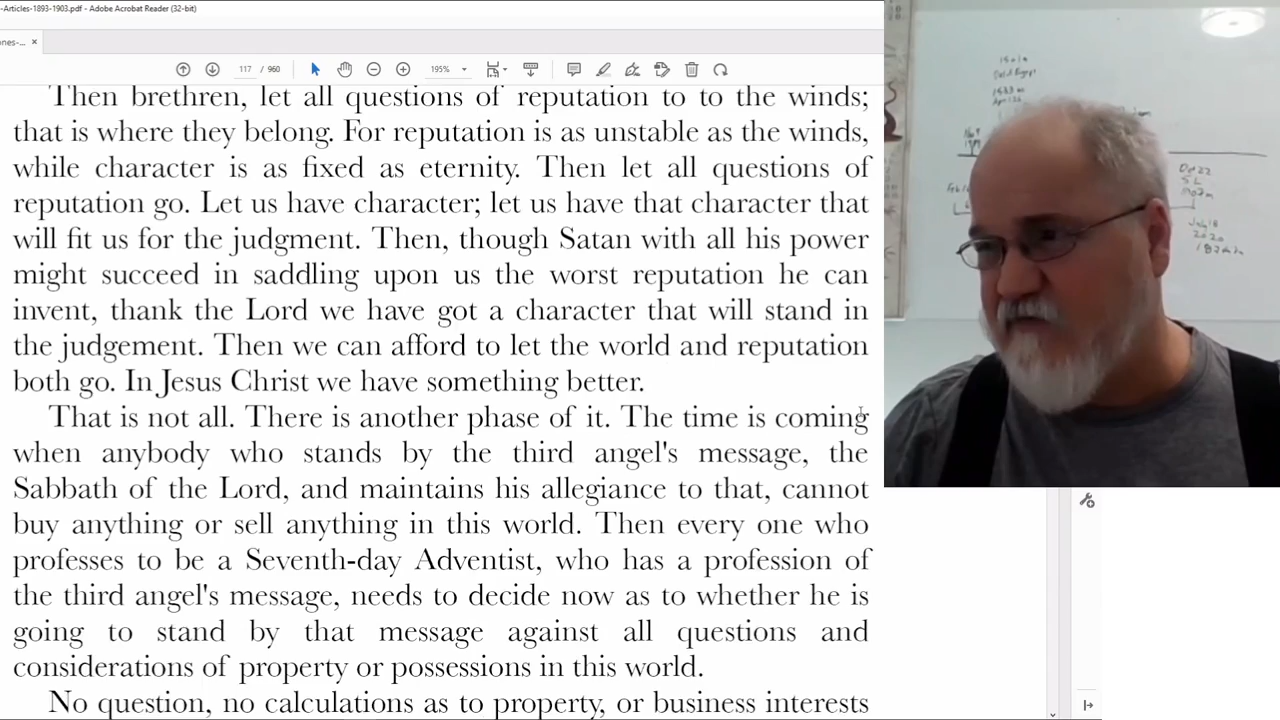 -Articles-1893-1903.pdf - Adobe Acrobat Reader (32-bit)
ones-... ×
117 / 960 195%
Then brethren, let all questions of reputation to to the winds;
that is where they belong. For reputation is as unstable as the winds,
while character is as fixed as eternity. Then let all questions of
reputation go. Let us have character; let us have that character that
will fit us for the judgment. Then, though Satan with all his power
might succeed in saddling upon us the worst reputation he can
invent, thank the Lord we have got a character that will stand in
the judgement. Then we can afford to let the world and reputation
both go. In Jesus Christ we have something better.
That is not all. There is another phase of it. The time is coming
when anybody who stands by the third angel's message, the
Sabbath of the Lord, and maintains his allegiance to that, cannot
buy anything or sell anything in this world. Then every one who
professes to be a Seventh-day Adventist, who has a profession of
the third angel's message, needs to decide now as to whether he is
going to stand by that message against all questions and
considerations of property or possessions in this world.
No question, no calculations as to property, or business interests
Oct 22
July 18
2020